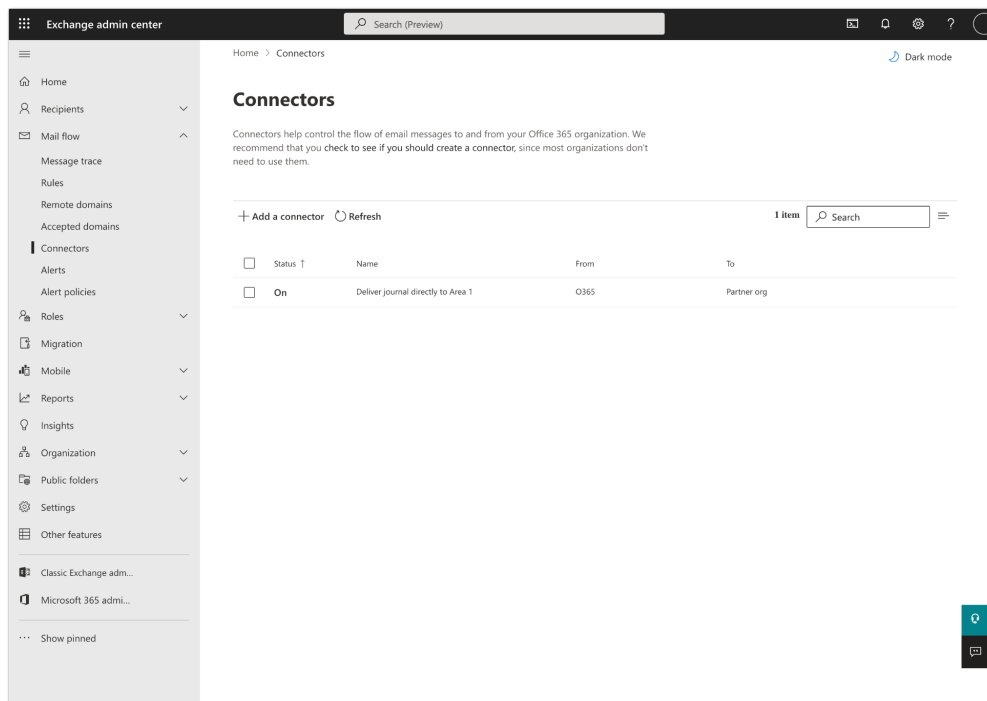 Exchange admin center
Search (Preview)
Home > Connectors
Dark mode
Home
Recipients
Mail flow
Message trace
Rules
Remote domains
Accepted domains
Connectors
Alerts
Alert policies
Roles
Migration
Mobile
Reports
Insights
Organization
Public folders
Settings
Other features
Classic Exchange adm...
Microsoft 365 admi...
Show pinned
Connectors
Connectors help control the flow of email messages to and from your Office 365 organization. We
recommend that you check to see if you should create a connector, since most organizations don't
need to use them.
Add a connector Refresh
1 item Search
Status ↑ Name From To
On Deliver journal directly to Area 1 O365 Partner org